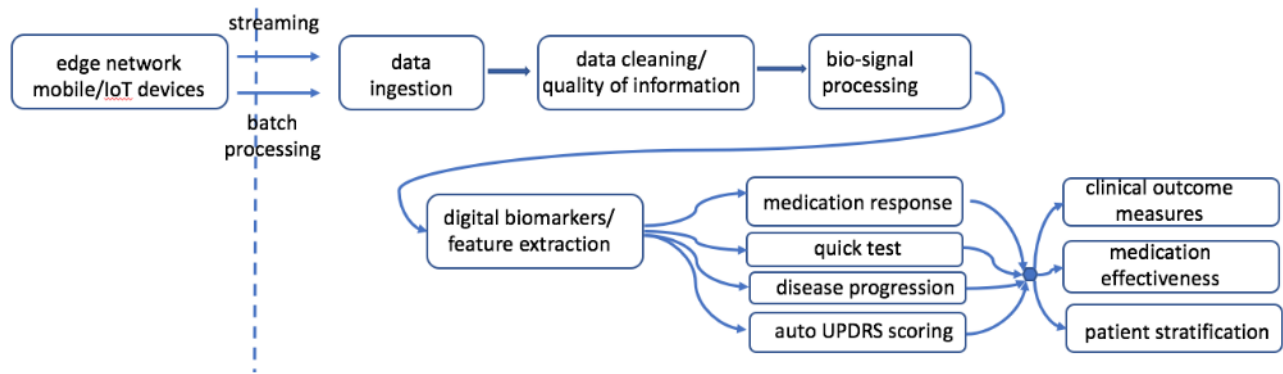 streaming
edge network
mobile/IoT devices
batch
processing
data
ingestion
data cleaning/
quality of information
bio-signal
processing
digital biomarkers/
feature extraction
medication response
quick test
disease progression
auto UPDRS scoring
clinical outcome
measures
medication
effectiveness
patient stratification